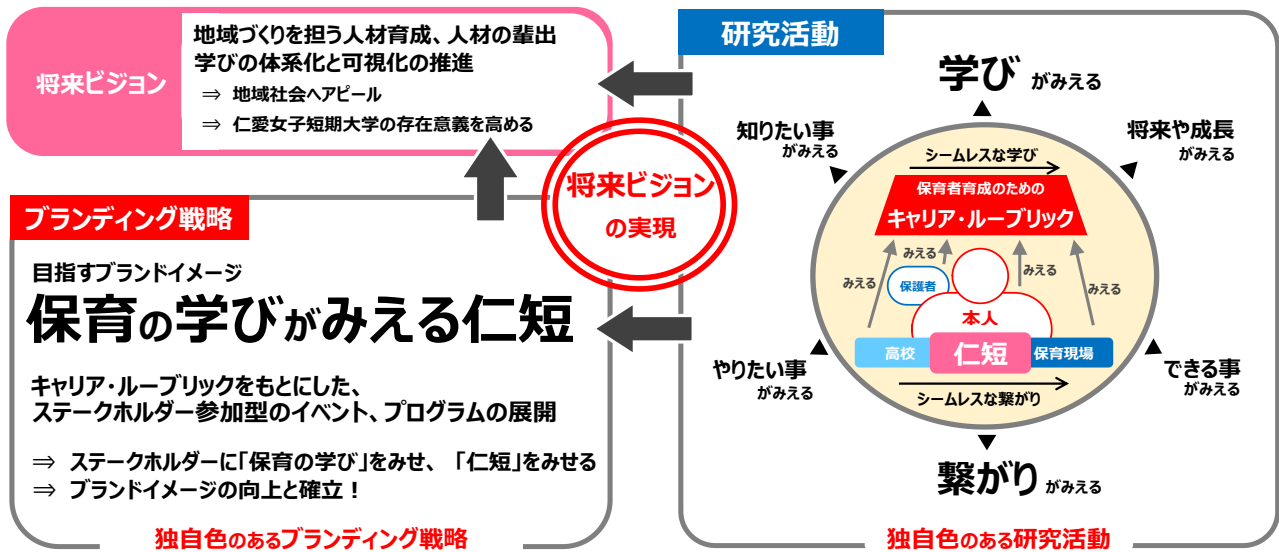 将来ビジョン
地域づくりを担う人材育成、人材の輩出
学びの体系化と可視化の推進
⇒ 地域社会へアピール
⇒ 仁愛女子短期大学の存在意義を高める
将来ビジョン
の実現
ブランディング戦略
目指すブランドイメージ
保育の学びがみえる仁短
キャリア・ルーブリックをもとにした、
ステークホルダー参加型のイベント、プログラムの展開
⇒ ステークホルダーに「保育の学び」をみせ、「仁短」をみせる
⇒ ブランドイメージの向上と確立！
独自色のあるブランディング戦略
研究活動
学びがみえる
知りたい事
がみえる
将来や成長
がみえる
シームレスな学び
保育者育成のための
キャリア・ルーブリック
みえる
みえる
みえる
みえる
保護者
本人
高校
仁短
保育現場
シームレスな繋がり
やりたい事
がみえる
できる事
がみえる
繋がりがみえる
独自色のある研究活動